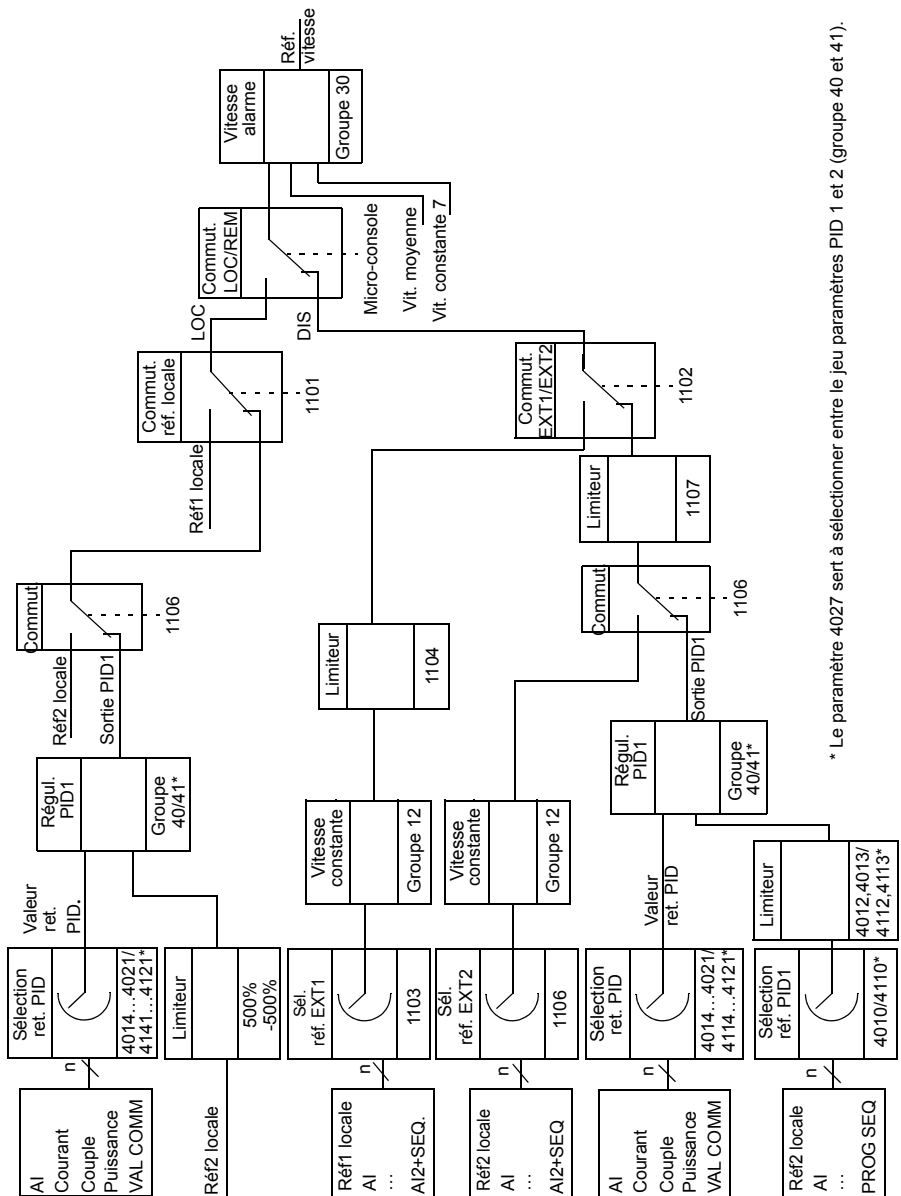 AI
Courant
Couple
Puissance
VAL COMM
n
Sélection
ret. PID
4014...4021/
4141...4121*
Valeur
ret.
PID.
Régul.
PID1
Groupe
40/41*
Réf2 locale
Sortie PID1
Commut.
1106
Réf2 locale
Limiteur
500%
-500%
Réf1 locale
Commut.
réf. locale
1101
LOC
DIS
Commut.
LOC/REM
Micro-console
Vit. moyenne
Vit. constante 7
Vitesse
alarme
Groupe 30
Réf.
vitesse
Réf1 locale
AI
...
AI2+SEQ.
n
Sél.
réf. EXT1
1103
Vitesse
constante
Groupe 12
Limiteur
1104
Commut.
EXT1/EXT2
1102
Réf2 locale
AI
...
AI2+SEQ
n
Sél.
réf. EXT2
1106
Vitesse
constante
Groupe 12
Commut
1106
Limiteur
1107
AI
Courant
Couple
Puissance
VAL COMM
n
Sélection
ret. PID
4014...4021/
4114...4121*
Valeur
ret. PID
Régul.
PID1
Groupe
40/41*
Sortie PID1
Réf2 locale
AI
...
PROG SEQ
n
Sélection
réf. PID1
4010/4110*
Limiteur
4012,4013/
4112,4113*
* Le paramètre 4027 sert à sélectionner entre le jeu paramètres PID 1 et 2 (groupe 40 et 41).